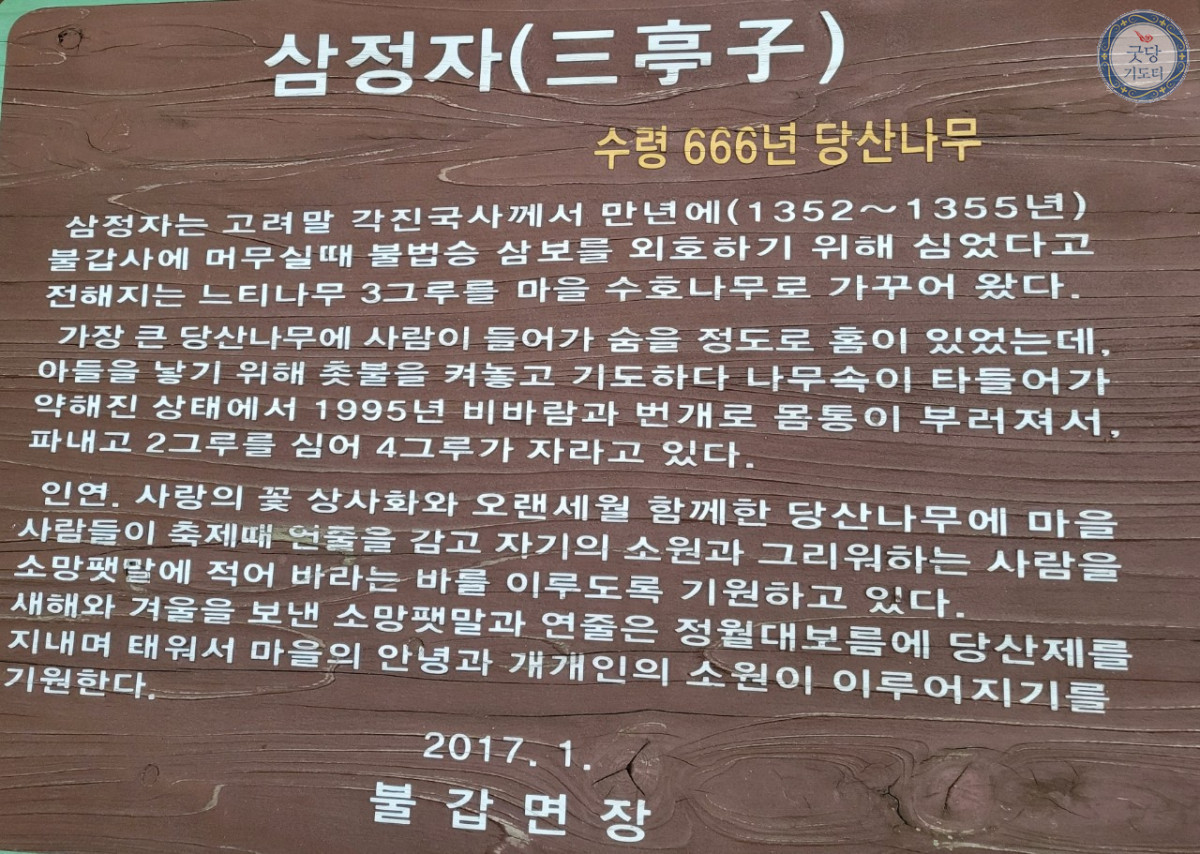 삼정자(三亭子)
굿당
기도터
수령 666년 당산나무
삼정자는 고려말 각진국사께서 만년에(1352~1355년)
불갑사에 머무실때 불법승 삼보를 외호하기 위해 심었다고
전해지는 느티나무 3그루를 마을 수호나무로 가꾸어 왔다.
가장 큰 당산나무에 사람이 들어가 숨을 정도로 홈이 있었는데,
아들을 낳기 위해 촛불을 켜놓고 기도하다 나무속이 타들어가
약해진 상태에서 1995년 비바람과 번개로 몸통이 부러져서,
파내고 2그루를 심어 4그루가 자라고 있다.
인연. 사랑의 꽃 상사화와 오랜세월 함께한 당산나무에 마을
사람들이 축제때 연줄을 감고 자기의 소원과 그리워하는 사람을
소망팻말에 적어 바라는 바를 이루도록 기원하고 있다.
새해와 겨울을 보낸 소망팻말과 연줄은 정월대보름에 당산제를
지내며 태워서 마을의 안녕과 개개인의 소원이 이루어지기를
기원한다.
2017. 1.
불갑면장